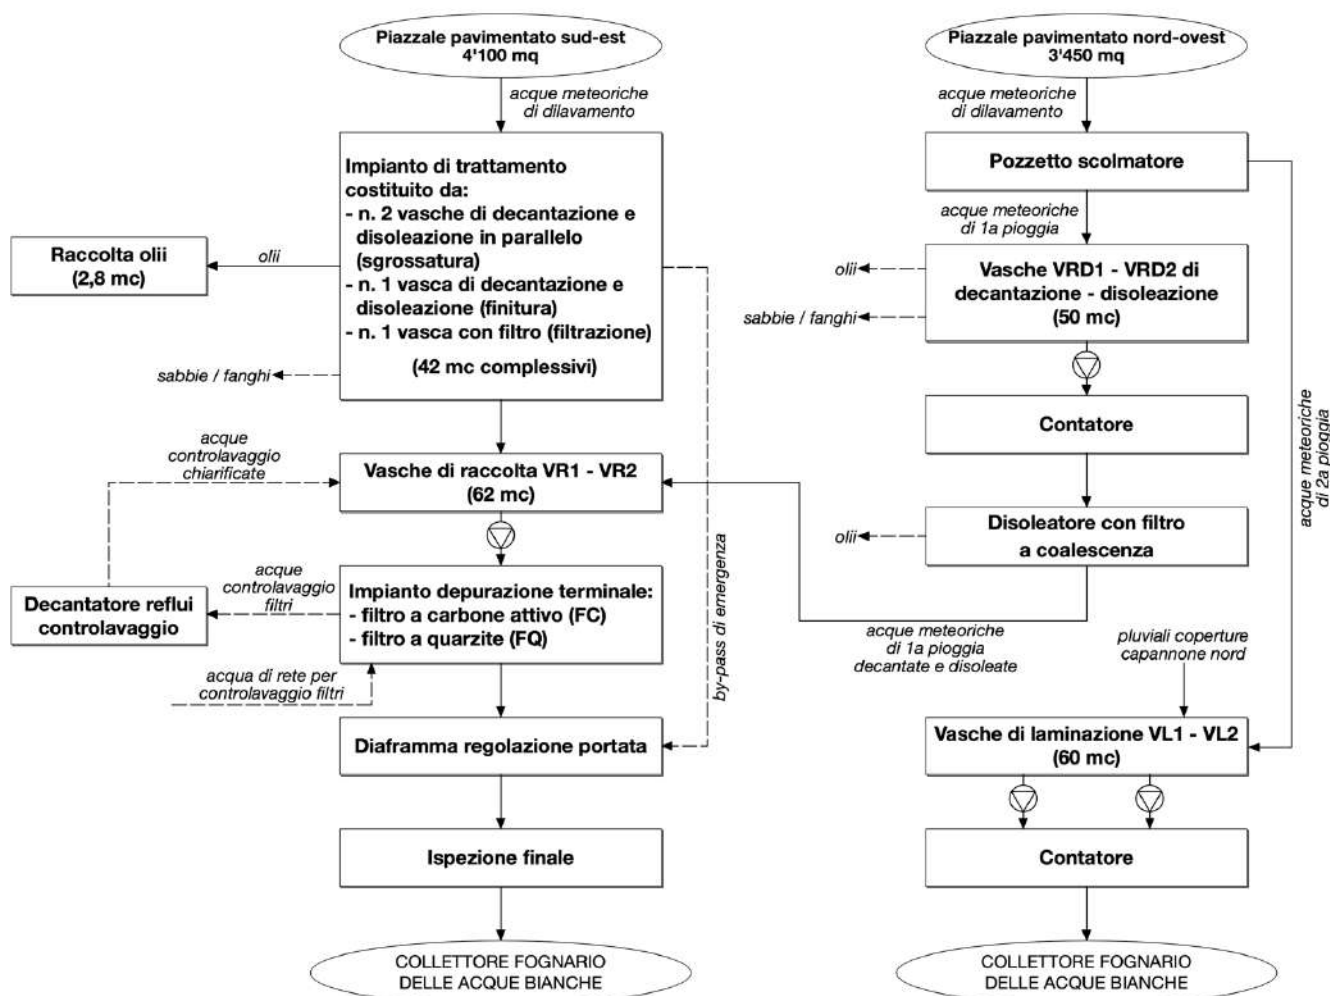 Piazzale pavimentato sud-est
4'100 mq
acque meteoriche
di dilavamento
Impianto di trattamento
costituito da:
- n. 2 vasche di decantazione e
disoleazione in parallelo
(sgrossatura)
- n. 1 vasca di decantazione e
disoleazione (finitura)
- n. 1 vasca con filtro (filtrazione)
(42 mc complessivi)
olii
Raccolta olii
(2,8 mc)
sabbie / fanghi
acque
controlavaggio
chiarificate
Vasche di raccolta VR1 - VR2
(62 mc)
Impianto depurazione terminale:
- filtro a carbone attivo (FC)
- filtro a quarzite (FQ)
acque
controlavaggio
filtri
Decantatore reflui
controlavaggio
acqua di rete per
controlavaggio filtri
by-pass di emergenza
Diaframma regolazione portata
Ispezione finale
COLLETTORE FOGNARIO
DELLE ACQUE BIANCHE
Piazzale pavimentato nord-ovest
3'450 mq
acque meteoriche
di dilavamento
Pozzetto scolmatore
acque meteoriche
di 1a pioggia
olii
sabbie / fanghi
Vasche VRD1 - VRD2 di
decantazione - disoleazione
(50 mc)
Contatore
olii
Disoleatore con filtro
a coalescenza
acque meteoriche
di 1a pioggia
decantate e disoleate
acque meteoriche
di 2a pioggia
pluviali coperture
capannone nord
Vasche di laminazione VL1 - VL2
(60 mc)
Contatore
COLLETTORE FOGNARIO
DELLE ACQUE BIANCHE